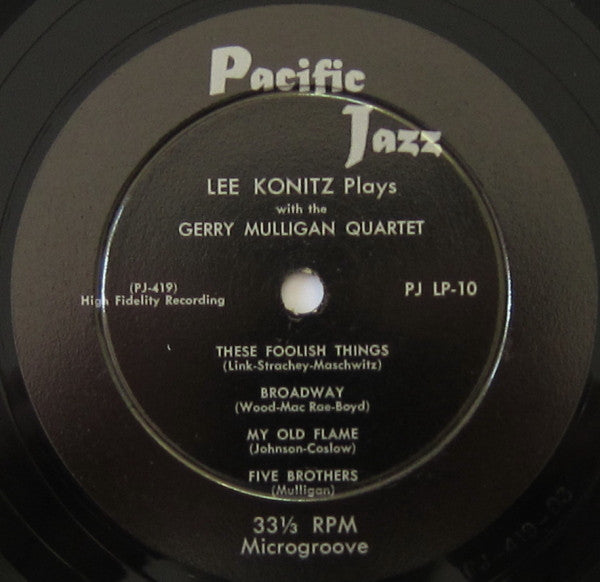 Pacific
Jazz
LEE KONITZ Plays
with the
GERRY MULLIGAN QUARTET
(PJ-419)
High Fidelity Recording
PJ LP-10
THESE FOOLISH THINGS
(Link-Strachey-Maschwitz)
BROADWAY
(Wood-Mac Rae-Boyd)
MY OLD FLAME
(Johnson-Coslow)
FIVE BROTHERS
(Mulligan)
33⅓ RPM
Microgroove